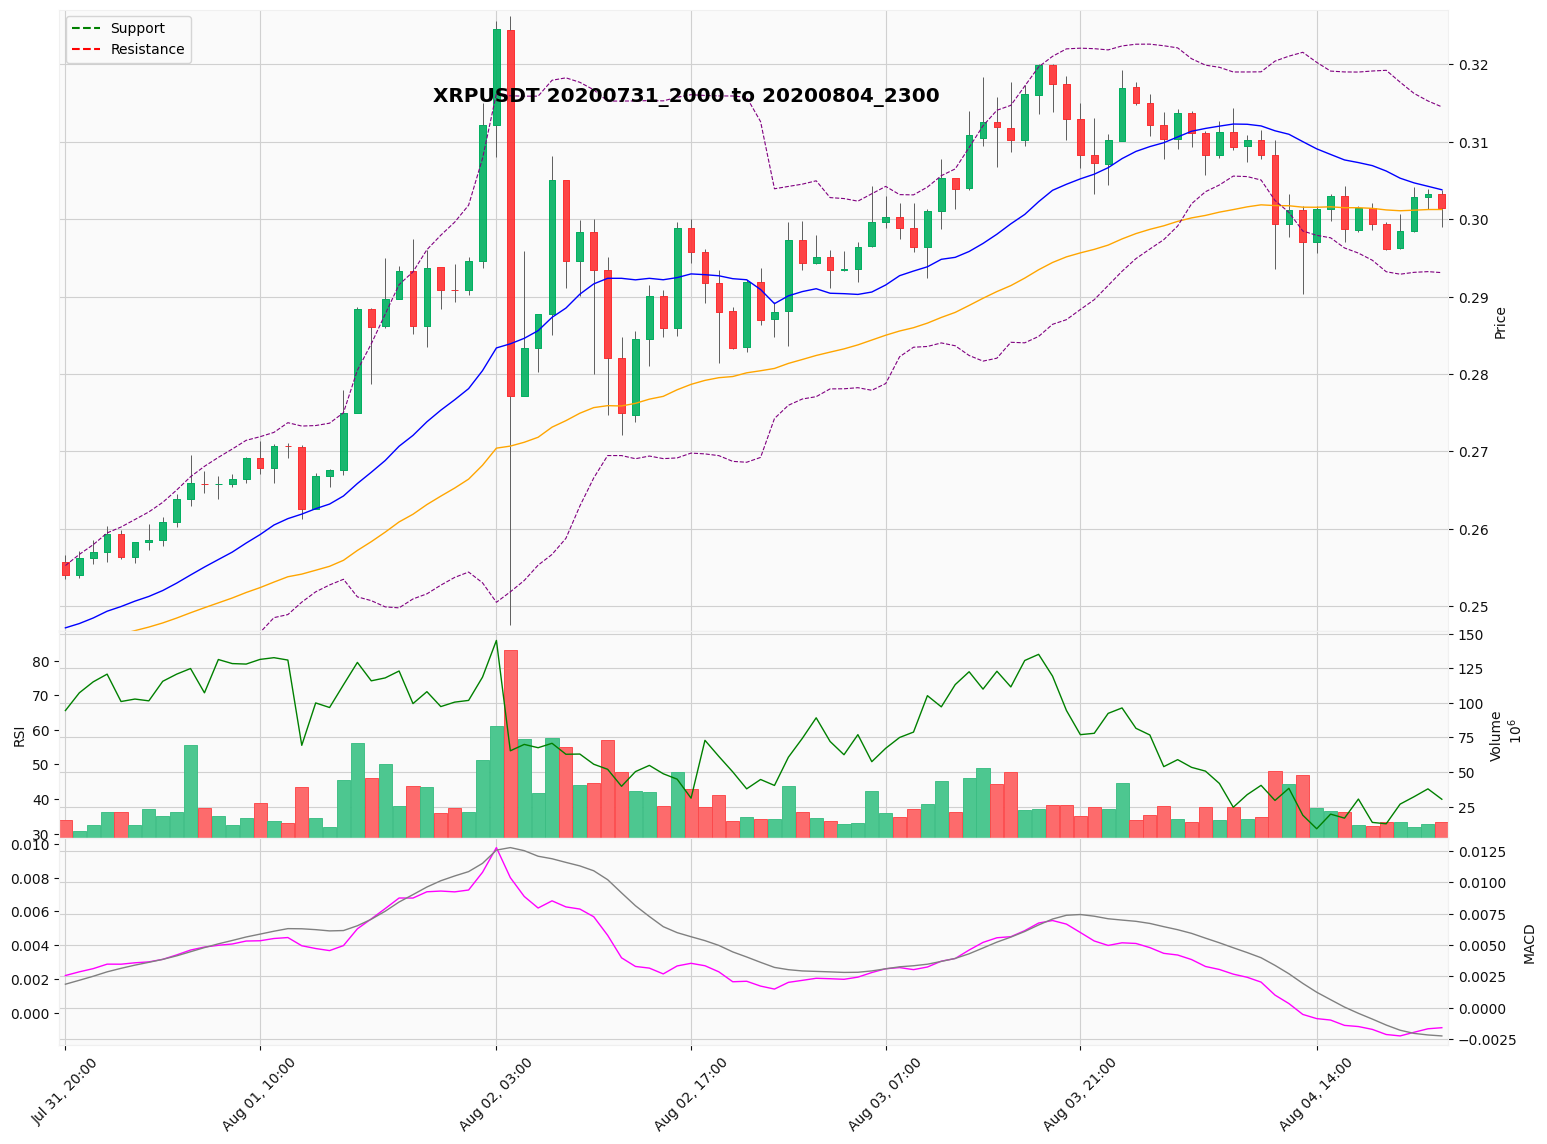 Support
Resistance
XRPUSDT 20200731_2000 to 20200804_2300
0.32
0.31
0.30
0.29
0.28
0.27
0.26
0.25
Price
80
70
60
50
40
30
RSI
150
125
100
75
50
25
Volume
10^6
0.010
0.008
0.006
0.004
0.002
0.000
0.0125
0.0100
0.0075
0.0050
0.0025
0.0000
−0.0025
MACD
Jul 31, 20:00
Aug 01, 10:00
Aug 02, 03:00
Aug 02, 17:00
Aug 03, 07:00
Aug 03, 21:00
Aug 04, 14:00